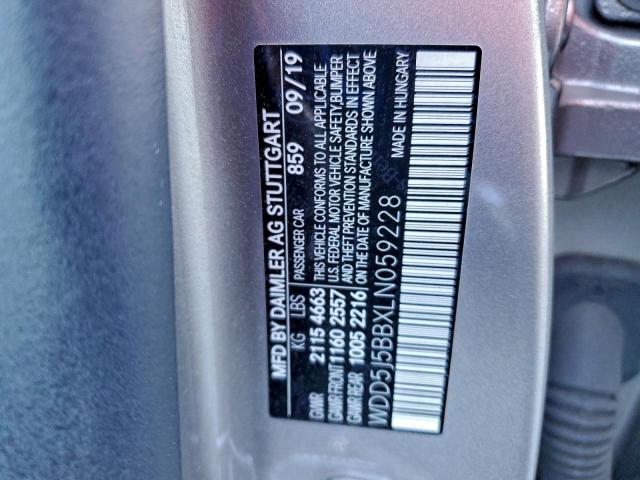 MFD BY DAIMLER AG STUTTGART
KG LBS PASSENGER CAR 859 09/19
GWR 2115 4663 THIS VEHICLE CONFORMS TO ALL APPLICABLE
GAWR FRONT 1160 2557 U.S. FEDERAL MOTOR VEHICLE SAFETY, BUMPER
GAWR REAR 1005 2216 AND THEFT PREVENTION STANDARDS IN EFFECT
ON THE DATE OF MANUFACTURE SHOWN ABOVE
WDD5J5BBXLN059228 MADE IN HUNGARY